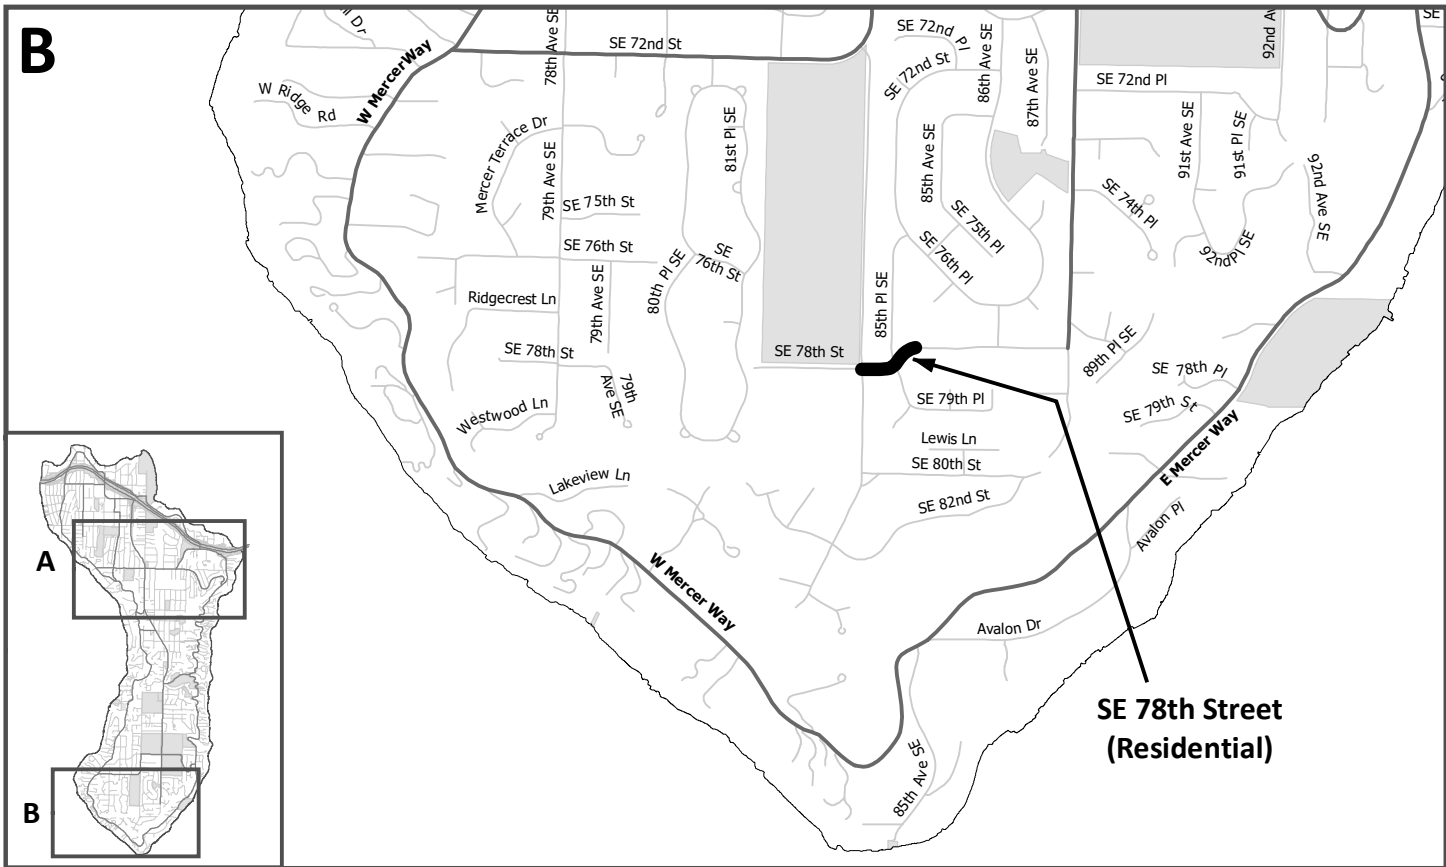 B
SE 72nd St
78th Ave SE
W Mercer Way
W Ridge
Rd
Dr
SE 72nd Pl
SE 72nd St
86th Ave SE
87th Ave SE
92nd Av
SE
SE 72nd Pl
Mercer Terrace Dr
79th Ave SE
81st Pl SE
85th Ave SE
91st Ave SE
91st Pl SE
92nd Ave SE
SE 75th St
SE 75th Pl
SE 74th Pl
SE 76th St
SE
76th St
80th Pl SE
SE 76th Pl
92nd Pl SE
Ridgecrest Ln
79th Ave SE
85th Pl SE
SE 78th St
SE 78th St
89th Pl SE
SE 78th Pl
79th
Ave SE
SE 79th Pl
SE 79th St
Westwood Ln
Lewis Ln
SE 80th St
E Mercer Way
Lakeview Ln
SE 82nd St
Avalon Pl
W Mercer Way
Avalon Dr
85th Ave SE
SE 78th Street
(Residential)
A
B